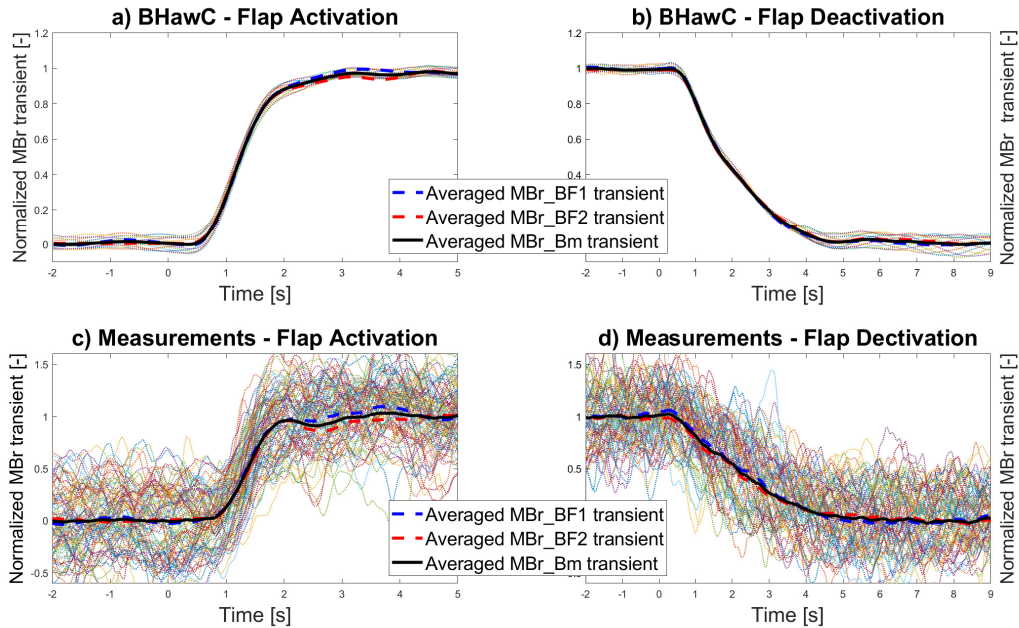 a) BHawC - Flap Activation
Normalized MBr transient [-]
1.2
1
0.8
0.6
0.4
0.2
0
-2 -1 0 1 2 3 4 5
Time [s]
b) BHawC - Flap Deactivation
Normalized MBr transient [-]
1.2
1
0.8
0.6
0.4
0
-2 -1 0 1 2 3 4 5 6 7 8 9
Time [s]
Averaged MBr_BF1 transient
Averaged MBr_BF2 transient
Averaged MBr_Bm transient
c) Measurements - Flap Activation
Normalized MBr transient [-]
1.5
1
0.5
0
-0.5
-2 -1 0 1 2 3 4 5
Time [s]
d) Measurements - Flap Dectivation
Normalized MBr transient [-]
1.5
1
0.5
-2 -1 0 1 2 3 4 5 6 7 8 9
Time [s]
Averaged MBr_BF1 transient
Averaged MBr_BF2 transient
Averaged MBr_Bm transient